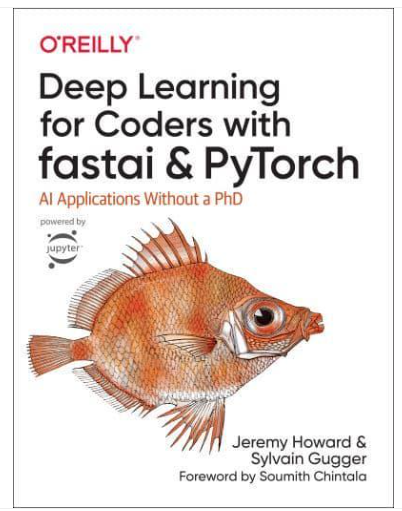 O'REILLY®
Deep Learning
for Coders with
fastai & PyTorch
AI Applications Without a PhD
powered by
jupyter
Jeremy Howard &
Sylvain Gugger
Foreword by Soumith Chintala